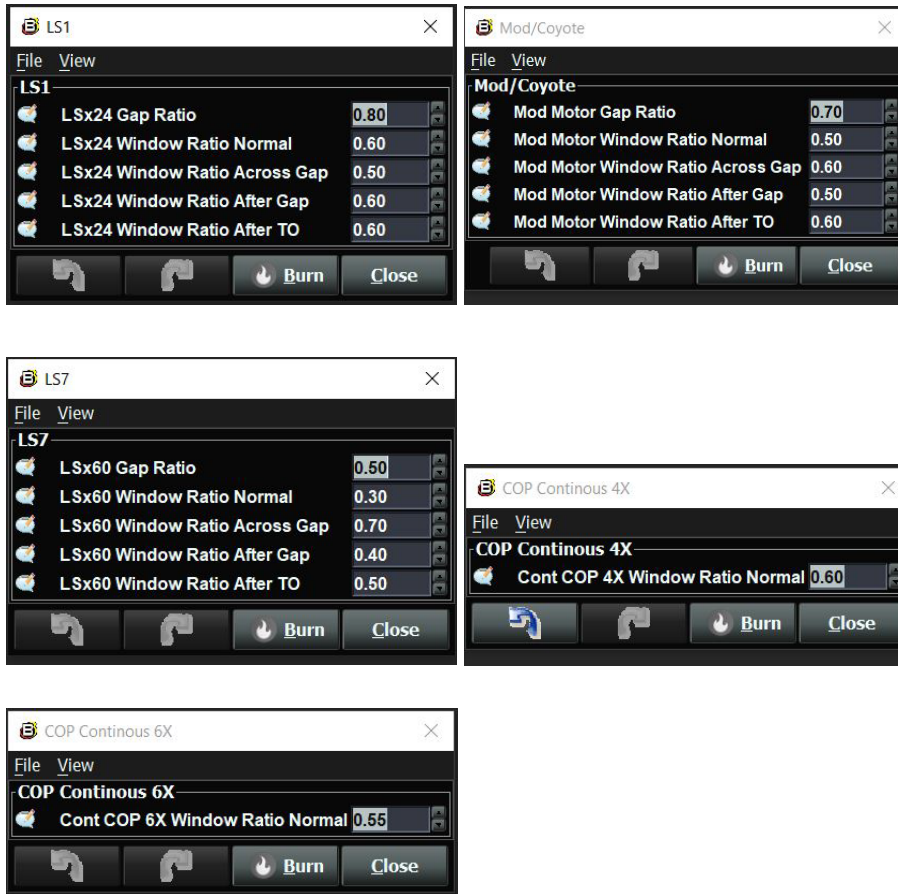 LS1
File View
LS1
LSx24 Gap Ratio 0.80
LSx24 Window Ratio Normal 0.60
LSx24 Window Ratio Across Gap 0.50
LSx24 Window Ratio After Gap 0.60
LSx24 Window Ratio After TO 0.60
Burn Close
Mod/Coyote
File View
Mod/Coyote
Mod Motor Gap Ratio 0.70
Mod Motor Window Ratio Normal 0.50
Mod Motor Window Ratio Across Gap 0.60
Mod Motor Window Ratio After Gap 0.50
Mod Motor Window Ratio After TO 0.60
Burn Close
LS7
File View
LS7
LSx60 Gap Ratio 0.50
LSx60 Window Ratio Normal 0.30
LSx60 Window Ratio Across Gap 0.70
LSx60 Window Ratio After Gap 0.40
LSx60 Window Ratio After TO 0.50
Burn Close
COP Continous 4X
File View
COP Continous 4X
Cont COP 4X Window Ratio Normal 0.60
Burn Close
COP Continous 6X
File View
COP Continous 6X
Cont COP 6X Window Ratio Normal 0.55
Burn Close